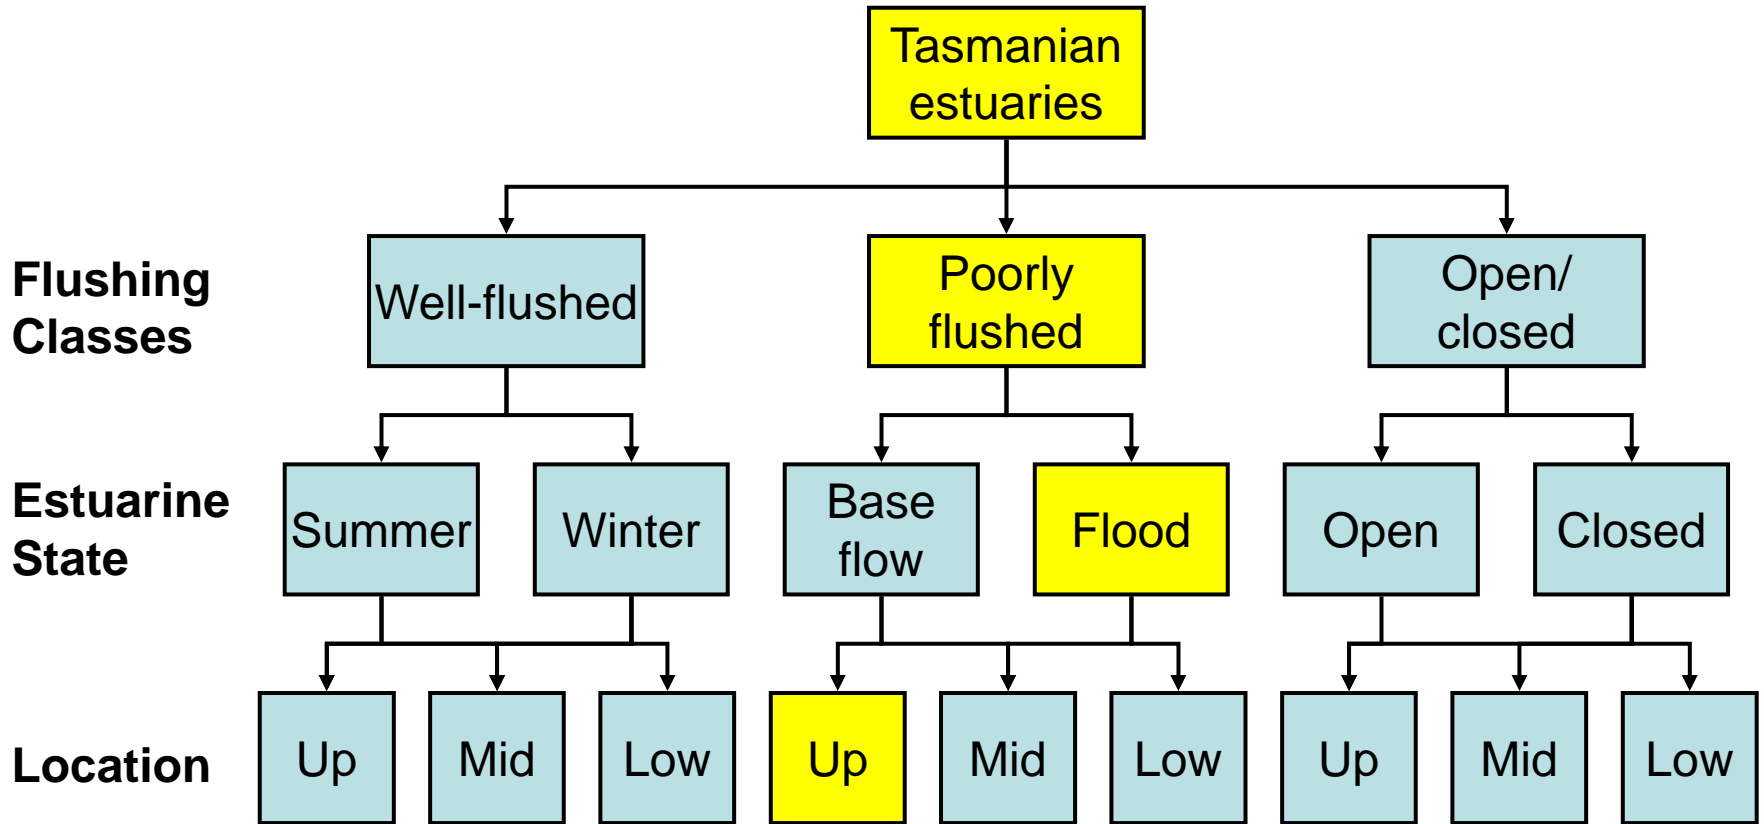 Tasmanian
estuaries
Flushing
Classes
Well-flushed
Poorly
flushed
Open/
closed
Estuarine
State
Summer
Winter
Base
flow
Flood
Open
Closed
Location
Up
Mid
Low
Up
Mid
Low
Up
Mid
Low